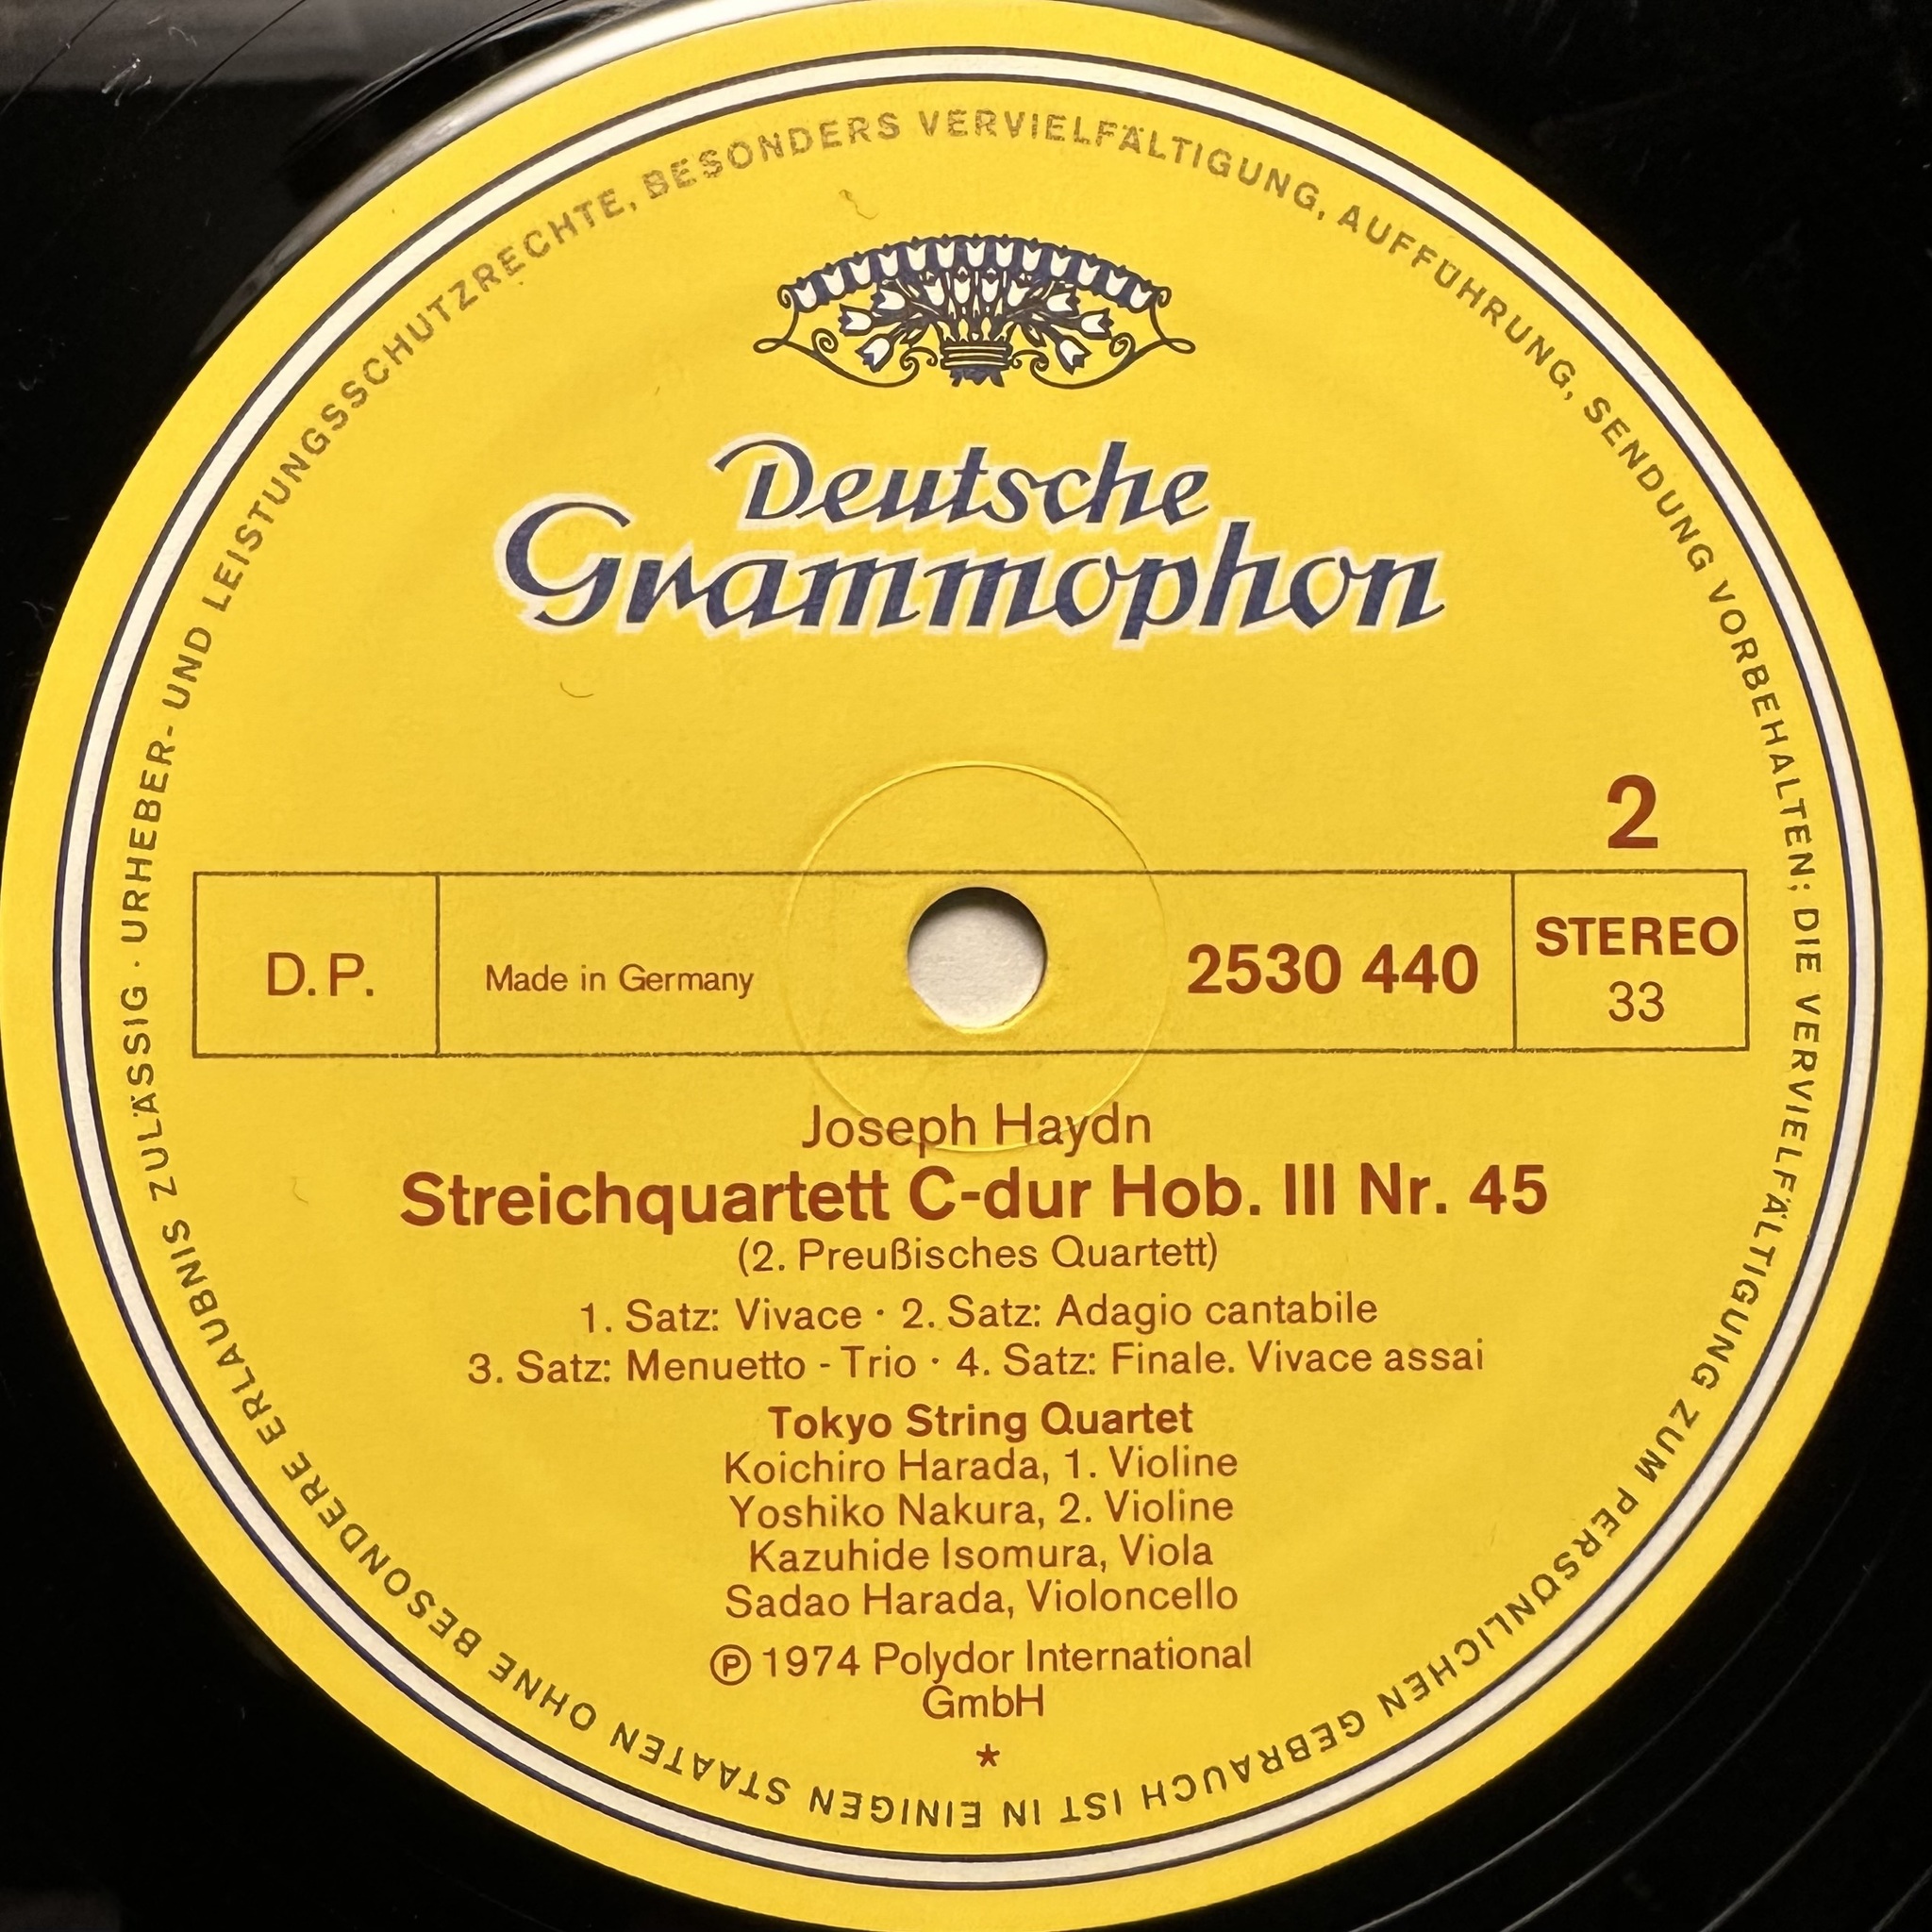 URHEBER- UND LEISTUNGSSCHUTZRECHTE, BESONDERS VERVIELFÄLTIGUNG, AUFFÜHRUNG, SENDUNG VORBEHALTEN; DIE VERVIELFÄLTIGUNG ZUM PERSÖNLICHEN GEBRAUCH IST IN EINIGEN STAATEN OHNE BESONDERE ERLAUBNIS ZULÄSSIG ·
Deutsche
Grammophon
2
D.P.
Made in Germany
2530 440
STEREO
33
Joseph Haydn
Streichquartett C-dur Hob. III Nr. 45
(2. Preußisches Quartett)
1. Satz: Vivace · 2. Satz: Adagio cantabile
3. Satz: Menuetto - Trio · 4. Satz: Finale. Vivace assai
Tokyo String Quartet
Koichiro Harada, 1. Violine
Yoshiko Nakura, 2. Violine
Kazuhide Isomura, Viola
Sadao Harada, Violoncello
℗ 1974 Polydor International
GmbH
*